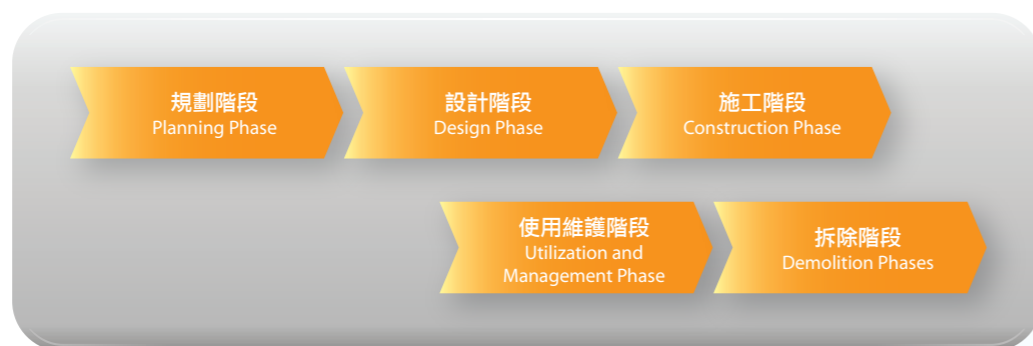 規劃階段
Planning Phase
設計階段
Design Phase
施工階段
Construction Phase
使用維護階段
Utilization and
Management Phase
拆除階段
Demolition Phases